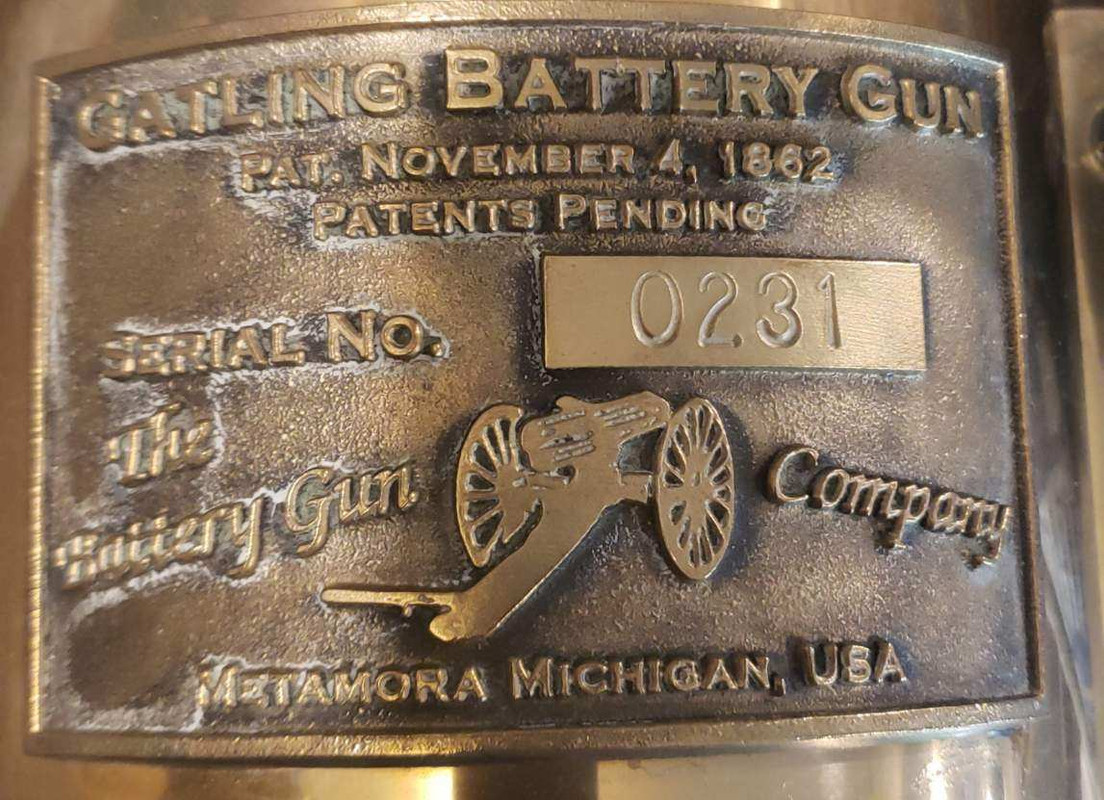 GATLING BATTERY GUN
PAT. NOVEMBER 4, 1862
PATENTS PENDING
SERIAL NO. 0231
The
Battery Gun Company
METAMORA MICHIGAN, USA